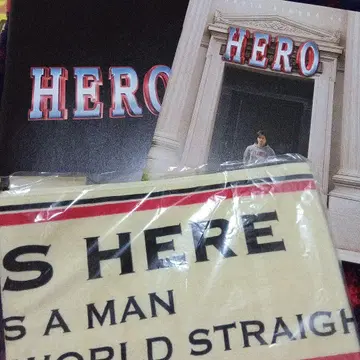 HERO
HERO
S HERE
S A MAN
WORLD STRAIGH